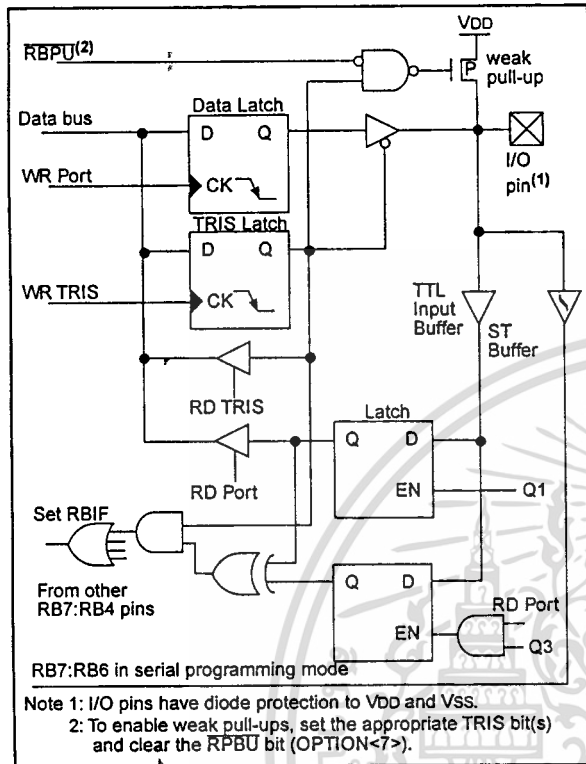 VDD
RBPU(2)
P
weak
pull-up
Data Latch
Data bus
D
Q
I/O
pin(1)
WR Port
CK
TRIS Latch
D
Q
WR TRIS
CK
TTL
Input
Buffer
ST
Buffer
RD TRIS
Latch
Q
D
RD Port
EN
Q1
Set RBIF
Q
D
From other
RB7:RB4 pins
RD Port
EN
Q3
RB7:RB6 in serial programming mode
Note 1: I/O pins have diode protection to VDD and VSS.
2: To enable weak pull-ups, set the appropriate TRIS bit(s)
and clear the RPBU bit (OPTION<7>).